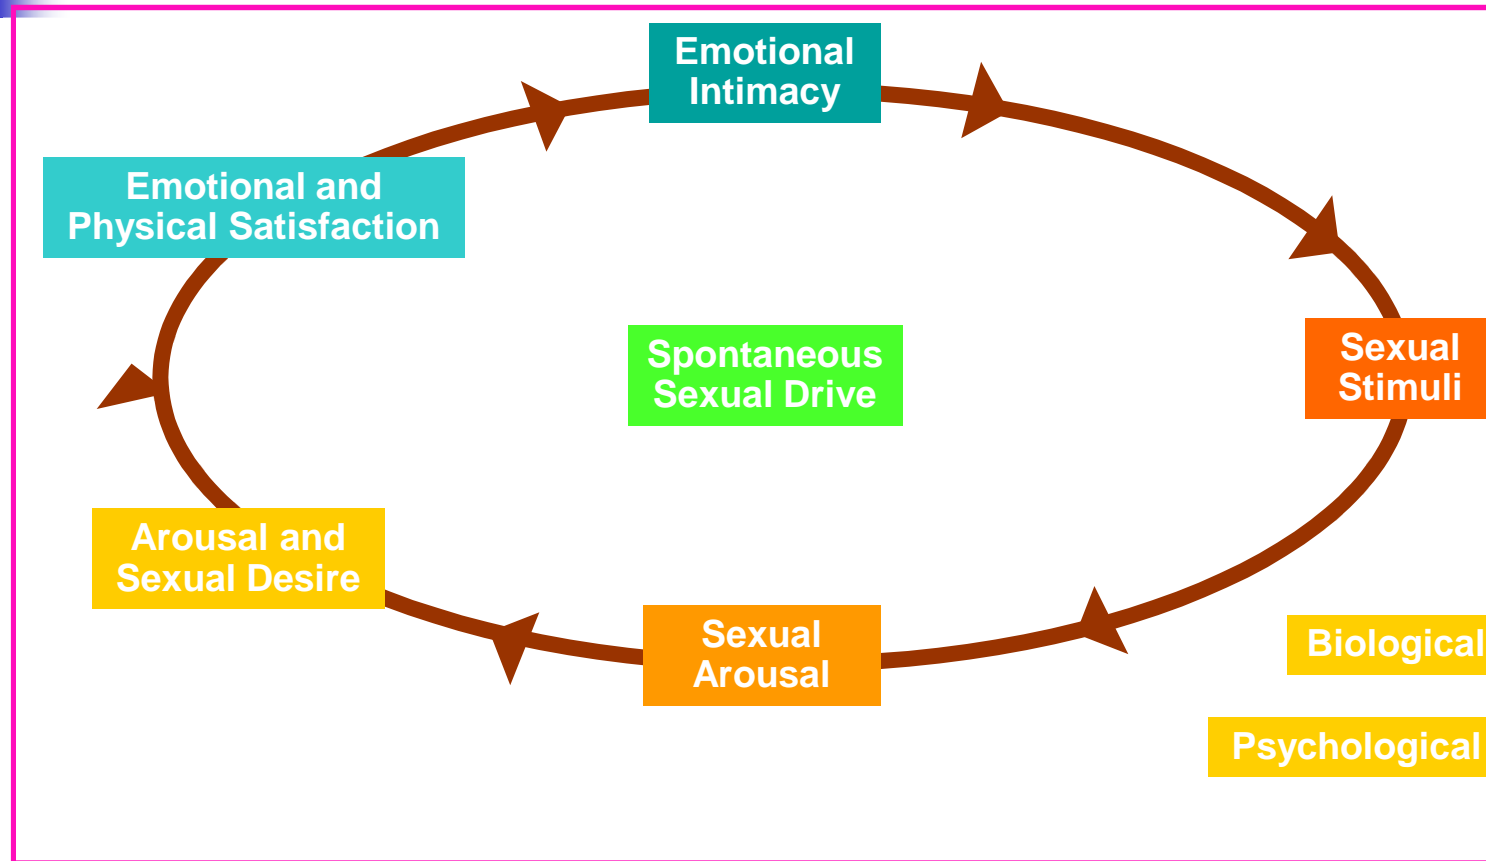 Emotional
Intimacy
Emotional and
Physical Satisfaction
Spontaneous
Sexual Drive
Sexual
Stimuli
Arousal and
Sexual Desire
Sexual
Arousal
Biological
Psychological